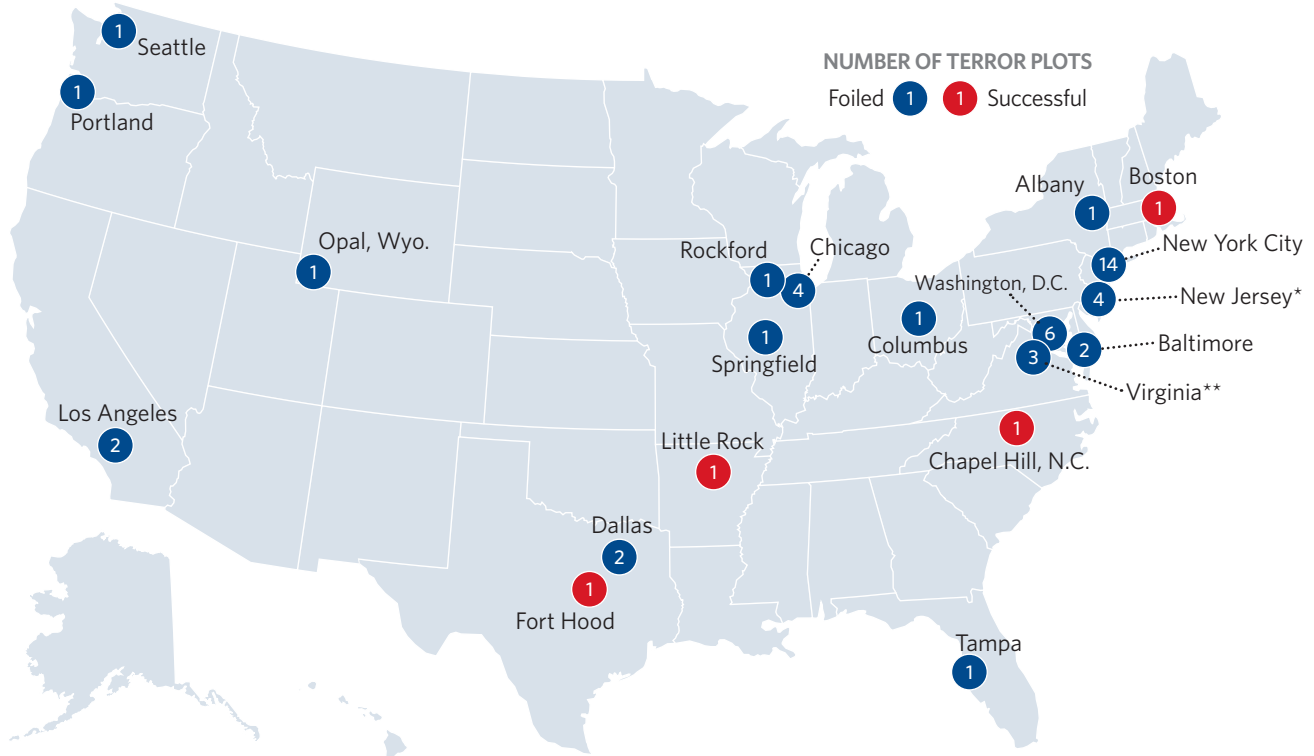 1
Seattle
1
Portland
NUMBER OF TERROR PLOTS
Foiled 1 1 Successful
Albany
1
Boston
1
New York City
14
New Jersey*
4
Washington, D.C.
6
Baltimore
2
Virginia**
3
Opal, Wyo.
1
Rockford
1
Chicago
4
Springfield
1
Columbus
1
Los Angeles
2
Little Rock
1
1
Chapel Hill, N.C.
Dallas
2
1
Fort Hood
Tampa
1